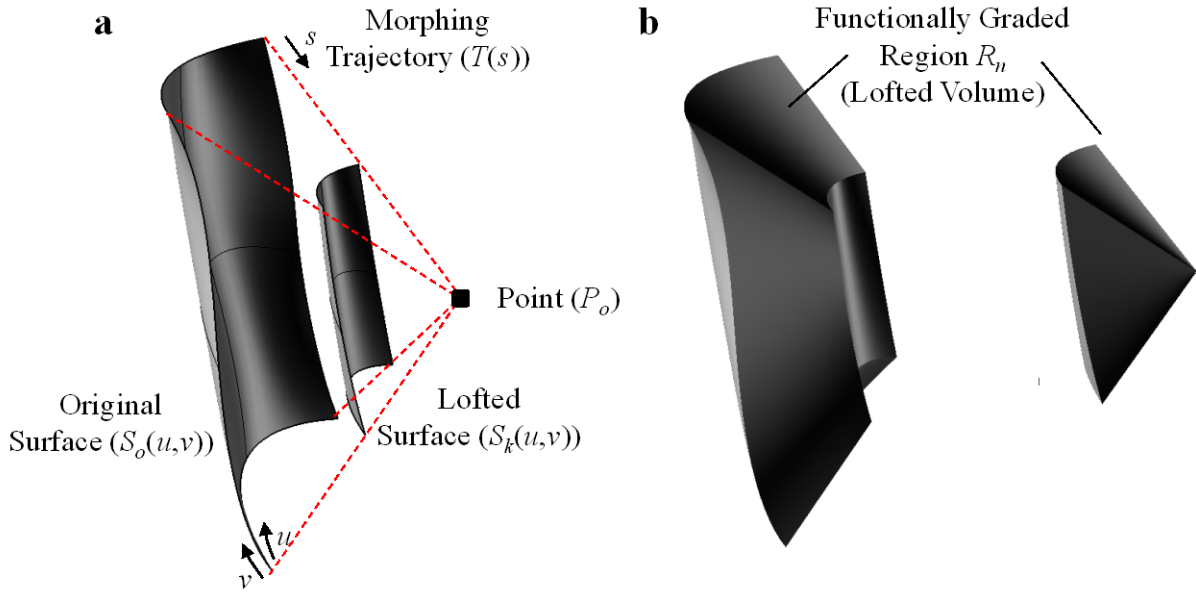 a
s
Morphing
Trajectory (T(s))
Point (Pₒ)
Original
Surface (Sₒ(u,v))
Lofted
Surface (Sₖ(u,v))
u
v
b
Functionally Graded
Region Rₙ
(Lofted Volume)